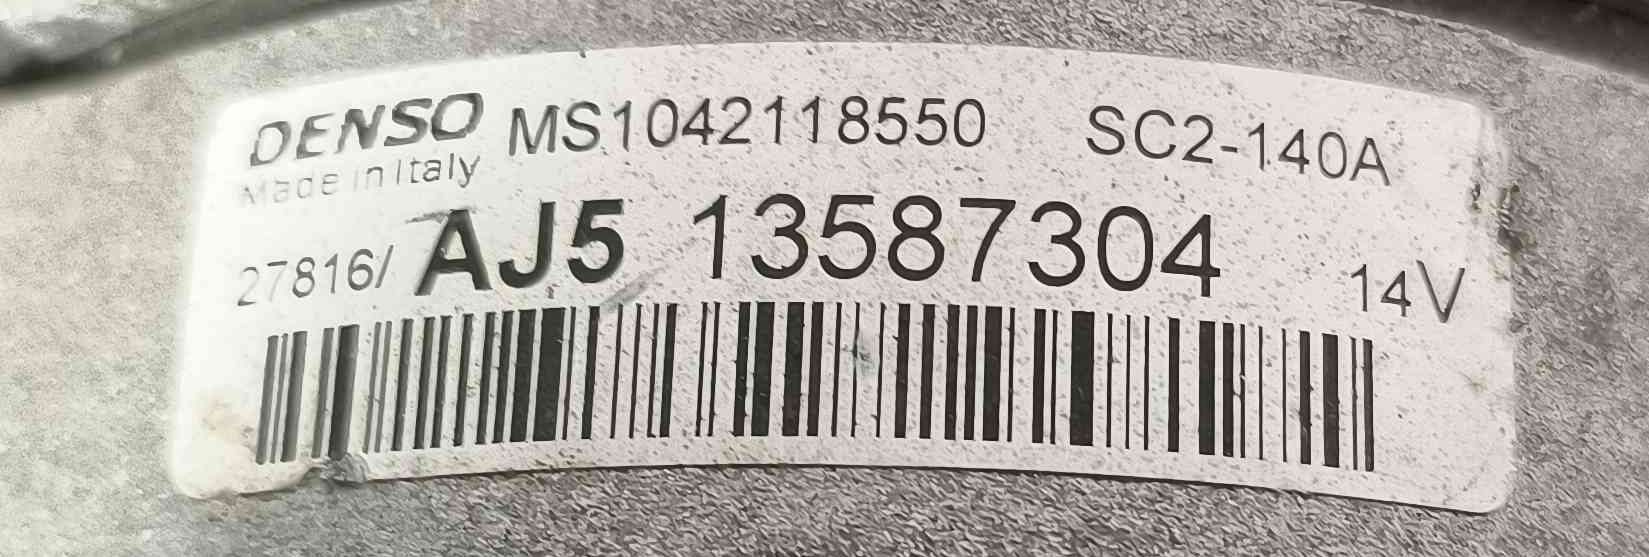 DENSO MS1042118550 SC2-140A
Made in Italy
27816/ AJ5 13587304 14V